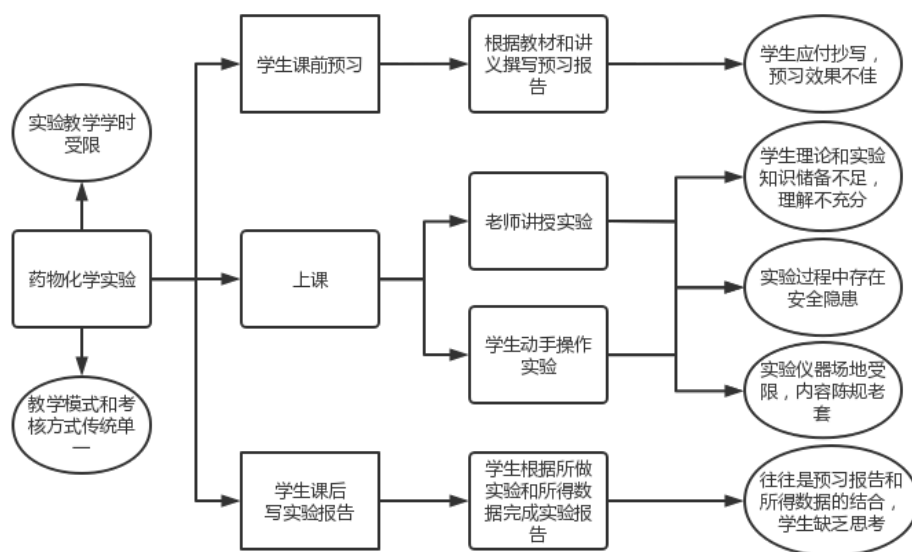 学生课前预习
根据教材和讲
义撰写预习报
告
学生应付抄写，
预习效果不佳
实验教学学时
受限
学生理论和实验
知识储备不足，
理解不充分
老师讲授实验
药物化学实验
上课
实验过程中存在
安全隐患
学生动手操作
实验
实验仪器场地受
限，内容陈规老
套
教学模式和考
核方式传统单
一
学生课后
写实验报告
学生根据所做
实验和所得数
据完成实验报
告
往往是预习报告和
所得数据的结合，
学生缺乏思考